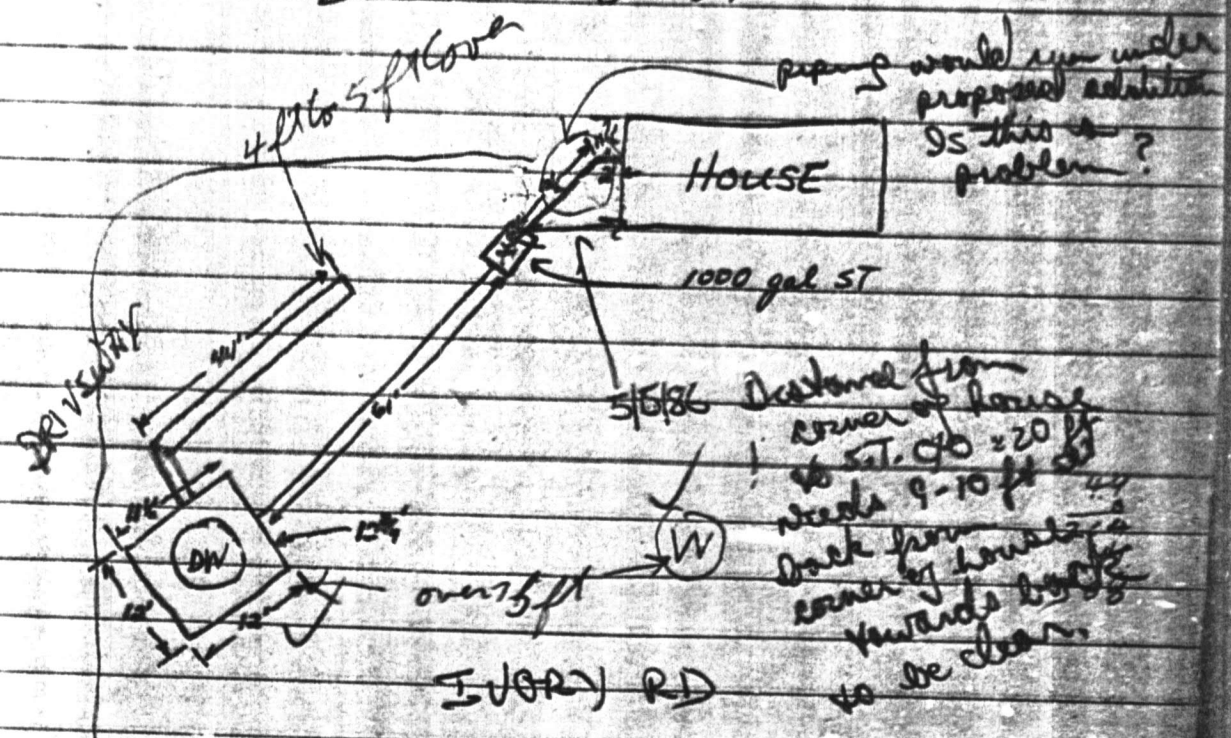 4 ft to 5 ft Cover
piping would run under
proposed addition
Is this a
problem?
HOUSE
1000 gal ST
DRIVEWAY
44'
61'
5/5/86 Distance from
corner of house
to S.T. C/O = 20 ft
needs 9-10 ft
back from
corner of house
towards
to be clear.
W
DW
over 75 ft
12'
12'
IVORY RD